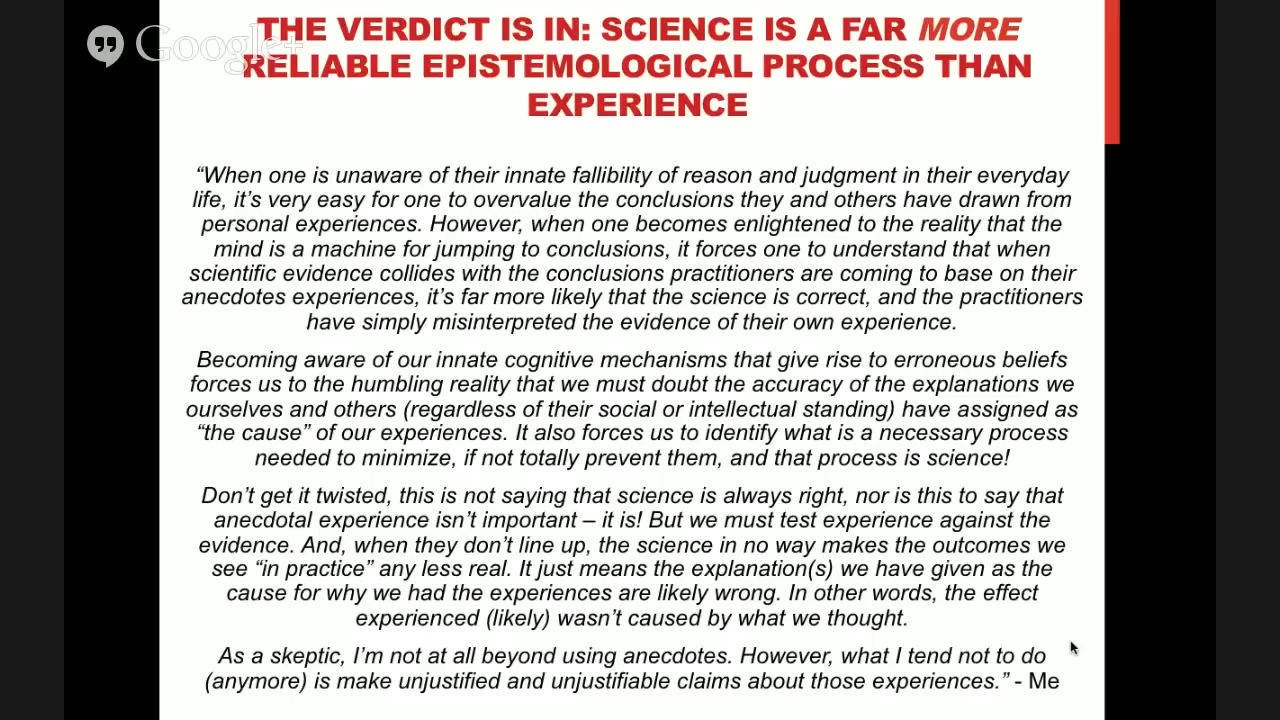 Google+
THE VERDICT IS IN: SCIENCE IS A FAR MORE
RELIABLE EPISTEMOLOGICAL PROCESS THAN
EXPERIENCE
“When one is unaware of their innate fallibility of reason and judgment in their everyday
life, it’s very easy for one to overvalue the conclusions they and others have drawn from
personal experiences. However, when one becomes enlightened to the reality that the
mind is a machine for jumping to conclusions, it forces one to understand that when
scientific evidence collides with the conclusions practitioners are coming to base on their
anecdotes experiences, it’s far more likely that the science is correct, and the practitioners
have simply misinterpreted the evidence of their own experience.
Becoming aware of our innate cognitive mechanisms that give rise to erroneous beliefs
forces us to the humbling reality that we must doubt the accuracy of the explanations we
ourselves and others (regardless of their social or intellectual standing) have assigned as
“the cause” of our experiences. It also forces us to identify what is a necessary process
needed to minimize, if not totally prevent them, and that process is science!
Don’t get it twisted, this is not saying that science is always right, nor is this to say that
anecdotal experience isn’t important – it is! But we must test experience against the
evidence. And, when they don’t line up, the science in no way makes the outcomes we
see “in practice” any less real. It just means the explanation(s) we have given as the
cause for why we had the experiences are likely wrong. In other words, the effect
experienced (likely) wasn’t caused by what we thought.
As a skeptic, I’m not at all beyond using anecdotes. However, what I tend not to do
(anymore) is make unjustified and unjustifiable claims about those experiences.” - Me